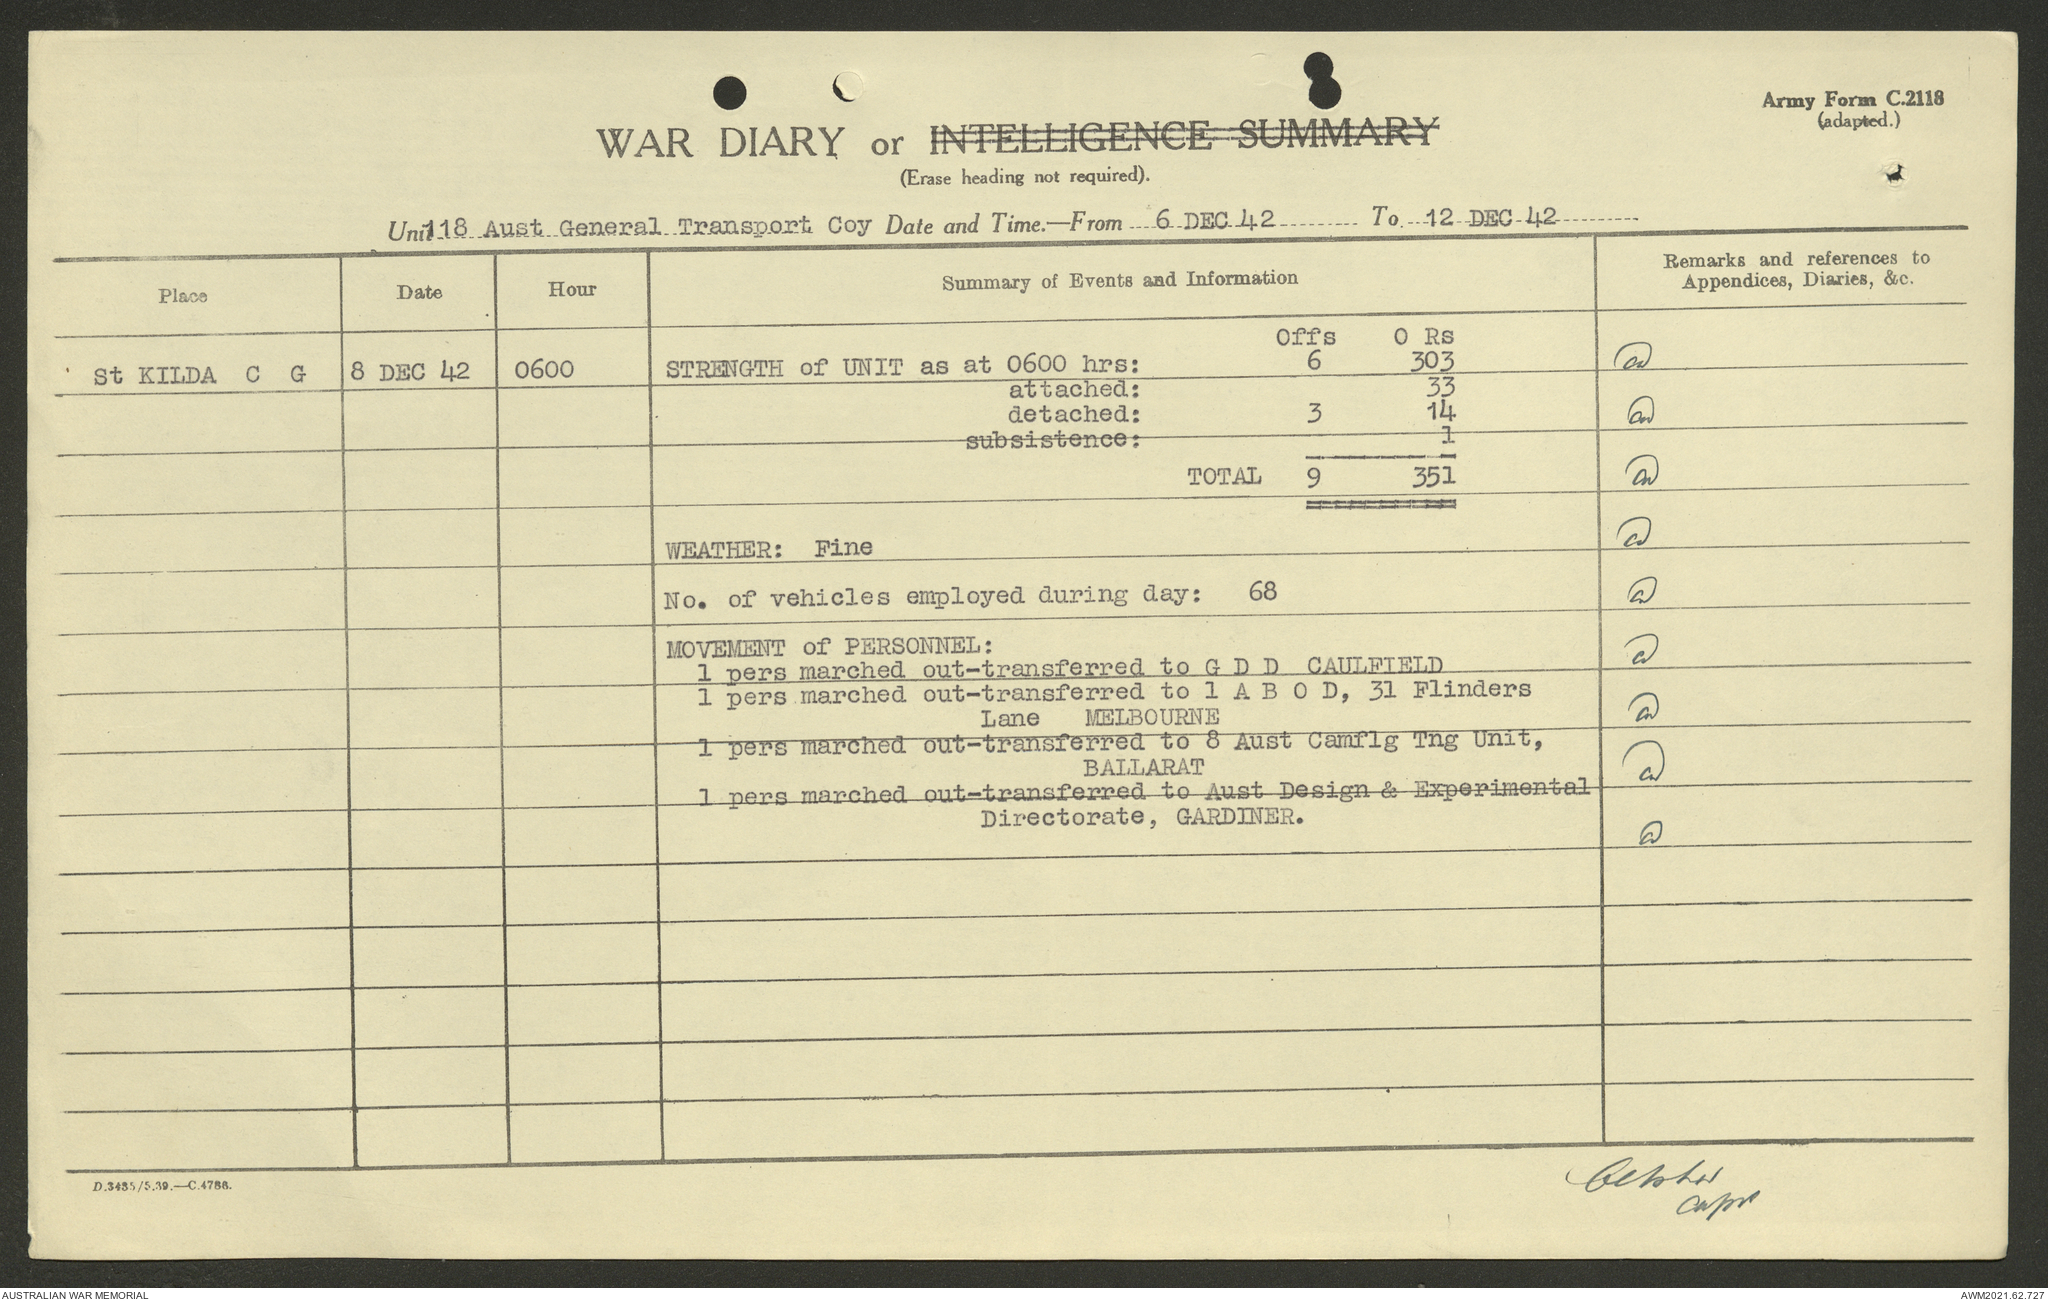 Army Form C.2118
(adapted.)
WAR DIARY or INTELLIGENCE SUMMARY
(Erase heading not required).
Unit 118 Aust General Transport Coy Date and Time.—From 6 DEC 42 To 12 DEC 42
Place Date Hour Summary of Events and Information Remarks and references to
Appendices, Diaries, &c.
Offs O Rs
St KILDA C G 8 DEC 42 0600 STRENGTH of UNIT as at 0600 hrs: 6 303
attached: 33
detached: 3 14
subsistence: 1
TOTAL 9 351
WEATHER: Fine
No. of vehicles employed during day: 68
MOVEMENT of PERSONNEL:
1 pers marched out-transferred to G D D CAULFIELD
1 pers marched out-transferred to 1 A B O D, 31 Flinders
Lane MELBOURNE
1 pers marched out-transferred to 8 Aust Camflg Tng Unit,
BALLARAT
1 pers marched out-transferred to Aust Design & Experimental
Directorate, GARDINER.
D.3485/5.39.—C.4786.
Capt
AUSTRALIAN WAR MEMORIAL
AWM2021.62.727